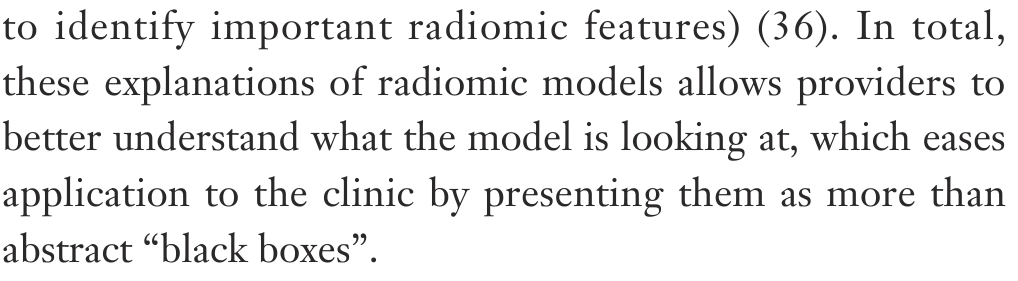 to identify important radiomic features) (36). In total,
these explanations of radiomic models allows providers to
better understand what the model is looking at, which eases
application to the clinic by presenting them as more than
abstract “black boxes”.